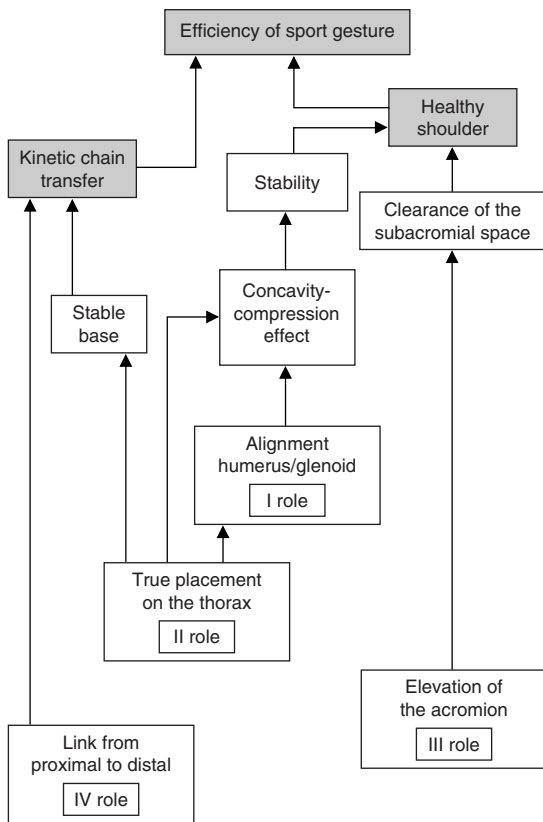 Efficiency of sport gesture
Healthy
shoulder
Kinetic chain
transfer
Stability
Clearance of the
subacromial space
Concavity-
compression
effect
Stable
base
Alignment
humerus/glenoid
I role
True placement
on the thorax
II role
Elevation of
the acromion
III role
Link from
proximal to distal
IV role